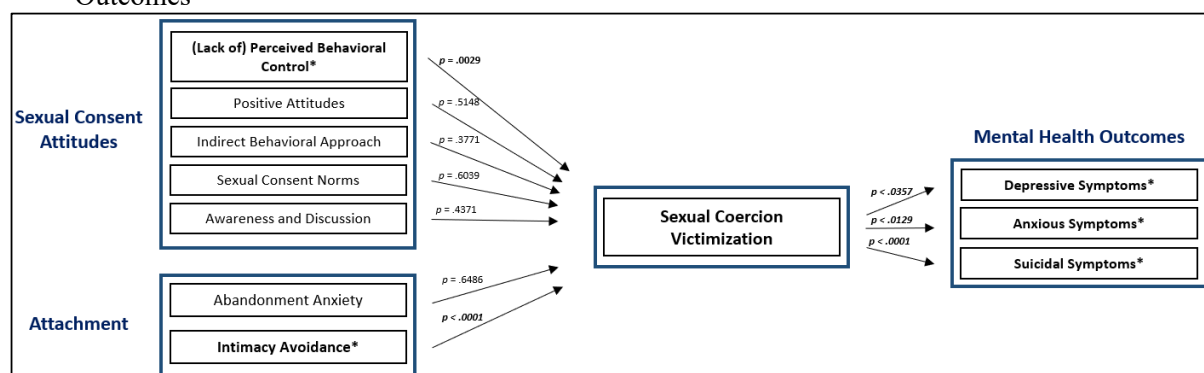 Outcomes
(Lack of) Perceived Behavioral
Control*
Positive Attitudes
Indirect Behavioral Approach
Sexual Consent Norms
Awareness and Discussion
Sexual Consent
Attitudes
p = .0029
p = .5148
p = .3771
p = .6039
p = .4371
Abandonment Anxiety
Intimacy Avoidance*
Attachment
p = .6486
p < .0001
Sexual Coercion
Victimization
p < .0357
p < .0129
p < .0001
Mental Health Outcomes
Depressive Symptoms*
Anxious Symptoms*
Suicidal Symptoms*